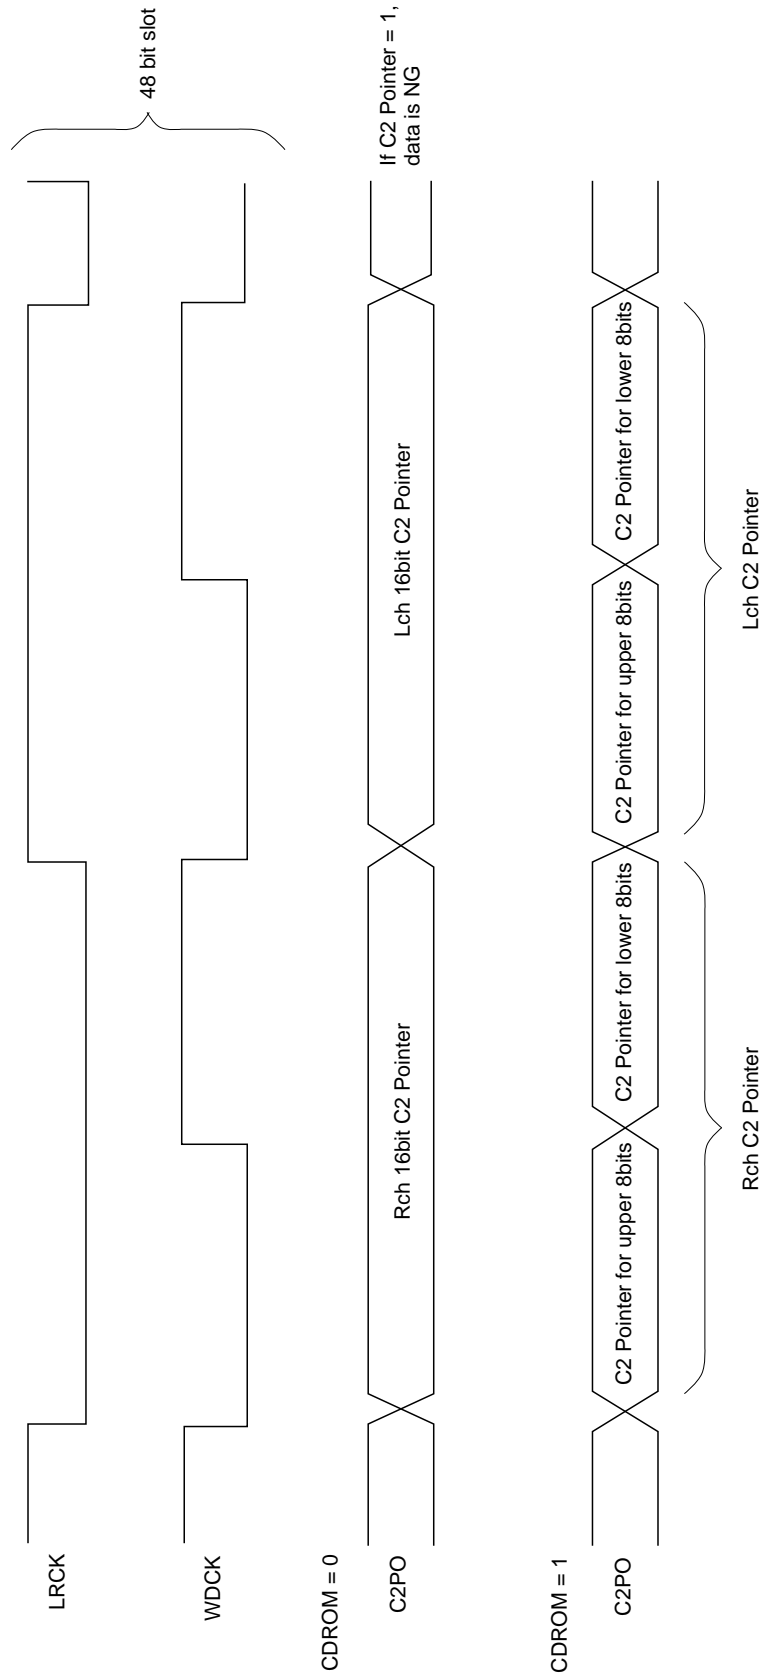 LRCK
WDCK
48 bit slot
CDROM = 0
C2PO
Rch 16bit C2 Pointer
Lch 16bit C2 Pointer
If C2 Pointer = 1,
data is NG
CDROM = 1
C2PO
C2 Pointer for upper 8bits
C2 Pointer for lower 8bits
C2 Pointer for upper 8bits
C2 Pointer for lower 8bits
Rch C2 Pointer
Lch C2 Pointer